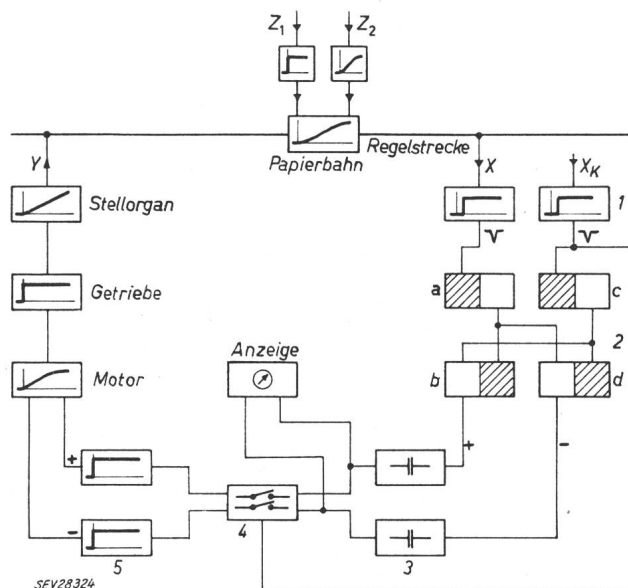 Z1 Z2
Regelstrecke
Papierbahn
Y X XK
Stellorgan 1
Getriebe a c
Anzeige 2
Motor b d
+ -
+
- 4
5 3
SEV28324